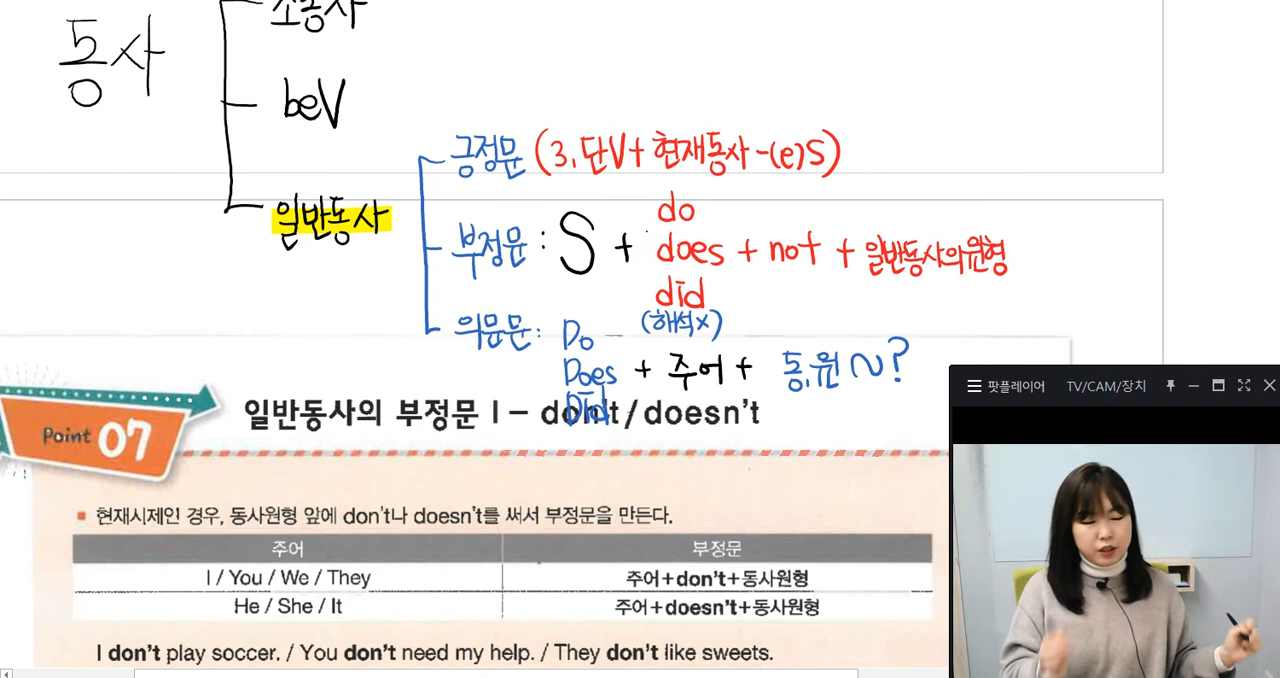 조동사
동사
beV
긍정문 (3.단V + 현재동사-(e)S)
일반동사
do
부정문 : S + does + not + 일반동사의원형
did
(해석X)
의문문 : Do
Does + 주어 + 동.원 ~?
Did
Point 07
일반동사의 부정문 I – don't / doesn't
현재시제인 경우, 동사원형 앞에 don't나 doesn't를 써서 부정문을 만든다.
주어 부정문
I / You / We / They 주어+don't+동사원형
He / She / It 주어+doesn't+동사원형
I don't play soccer. / You don't need my help. / They don't like sweets.
팟플레이어 TV/CAM/장치